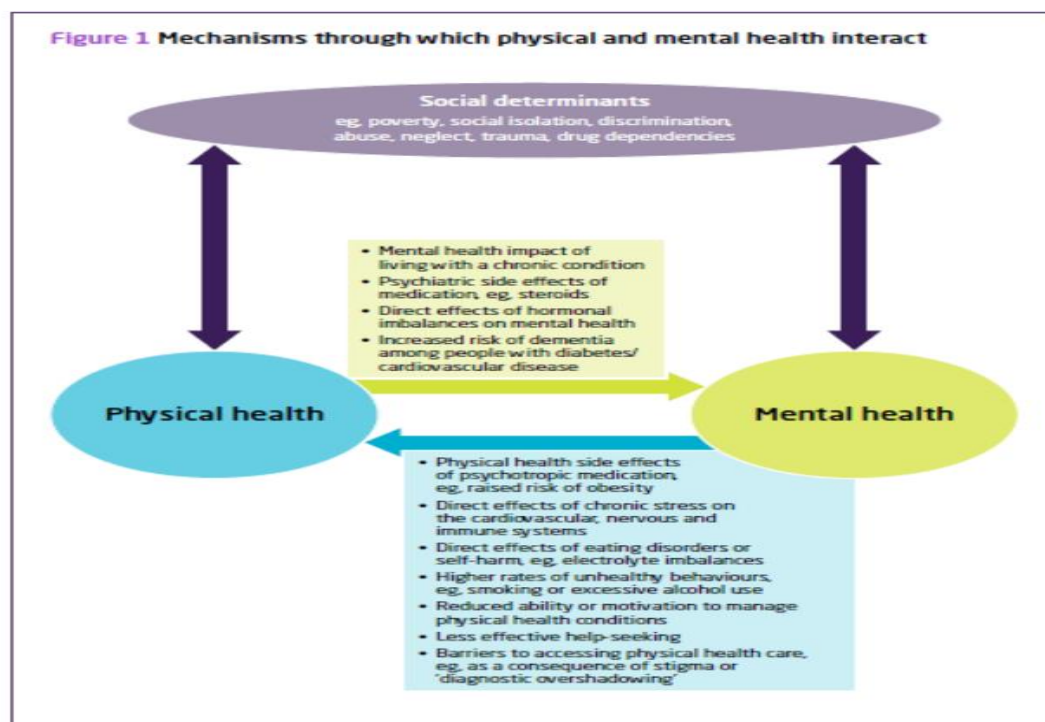 Figure 1 Mechanisms through which physical and mental health interact
Social determinants
eg, poverty, social isolation, discrimination,
abuse, neglect, trauma, drug dependencies
• Mental health impact of
living with a chronic condition
• Psychiatric side effects of
medication, eg, steroids
• Direct effects of hormonal
imbalances on mental health
• Increased risk of dementia
among people with diabetes/
cardiovascular disease
Physical health
Mental health
• Physical health side effects
of psychotropic medication,
eg, raised risk of obesity
• Direct effects of chronic stress on
the cardiovascular, nervous and
immune systems
• Direct effects of eating disorders or
self-harm, eg, electrolyte imbalances
• Higher rates of unhealthy behaviours,
eg, smoking or excessive alcohol use
• Reduced ability or motivation to manage
physical health conditions
• Less effective help-seeking
• Barriers to accessing physical health care,
eg, as a consequence of stigma or
'diagnostic overshadowing'